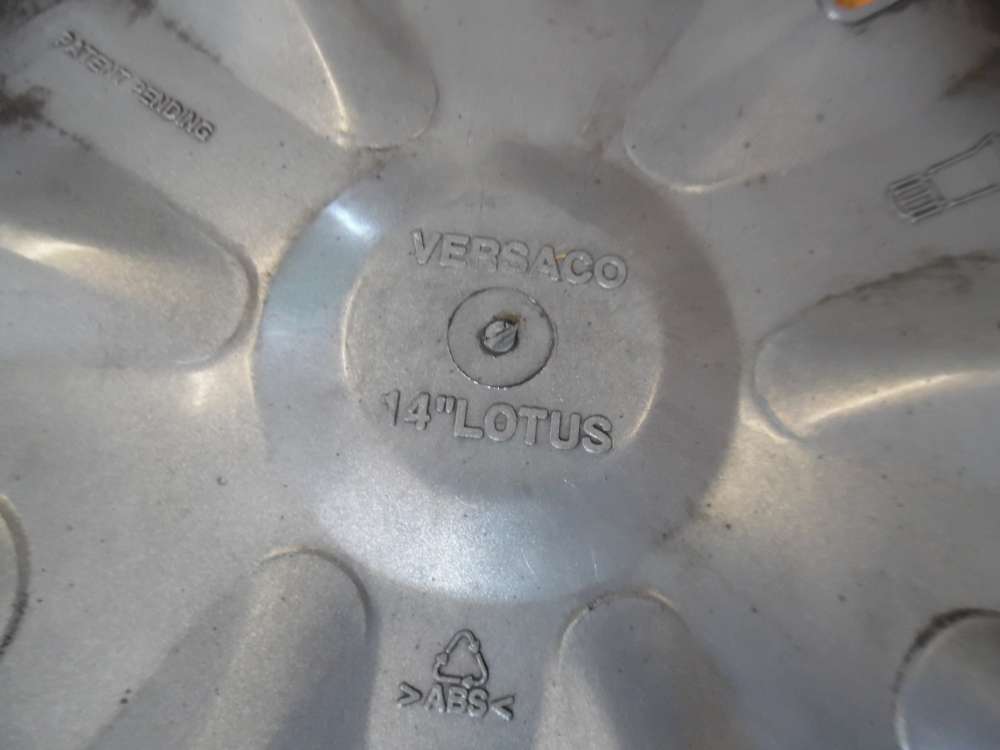 PATENT PENDING
VERSACO
14"LOTUS
>ABS<